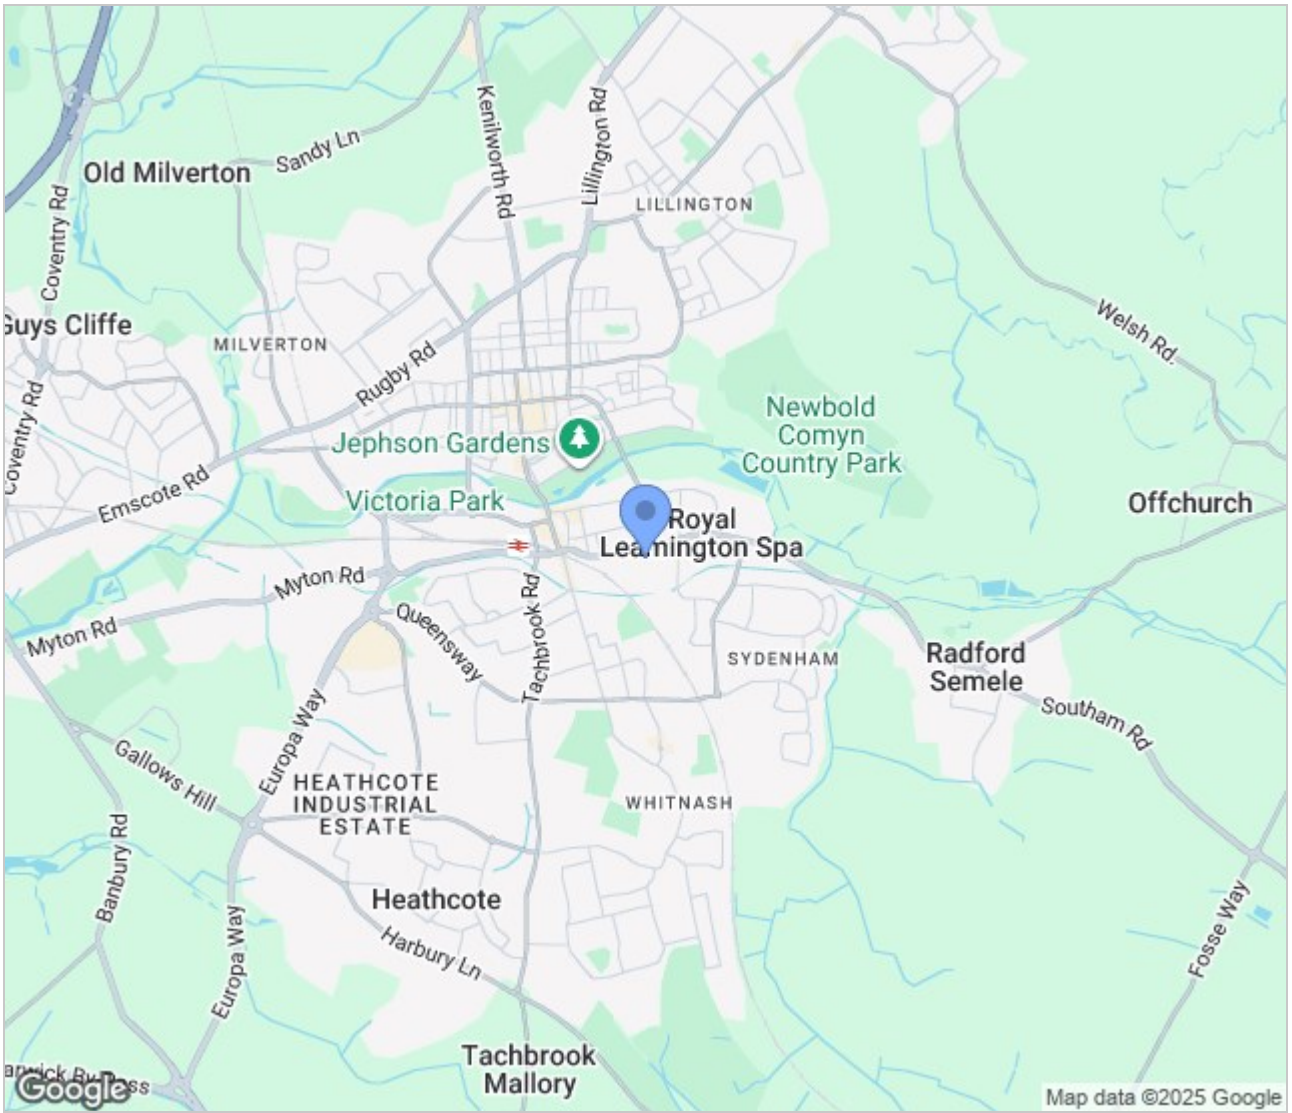 Kenilworth Rd
Lillington Rd
Sandy Ln
Old Milverton
LILLINGTON
Coventry Rd
Welsh Rd.
Guys Cliffe
MILVERTON
Rugby Rd
Newbold
Comyn
Country Park
Coventry Rd
Jephson Gardens
Emscote Rd
Victoria Park
Offchurch
Royal
Leamington Spa
Myton Rd
Myton Rd
Queensway
Tachbrook Rd
SYDENHAM
Radford
Semele
Europa Way
Southam Rd
Gallows Hill
HEATHCOTE
INDUSTRIAL
ESTATE
WHITNASH
Banbury Rd
Heathcote
Europa Way
Harbury Ln
Fosse Way
Tachbrook
Mallory
arwick By Pass
Google
Map data ©2025 Google